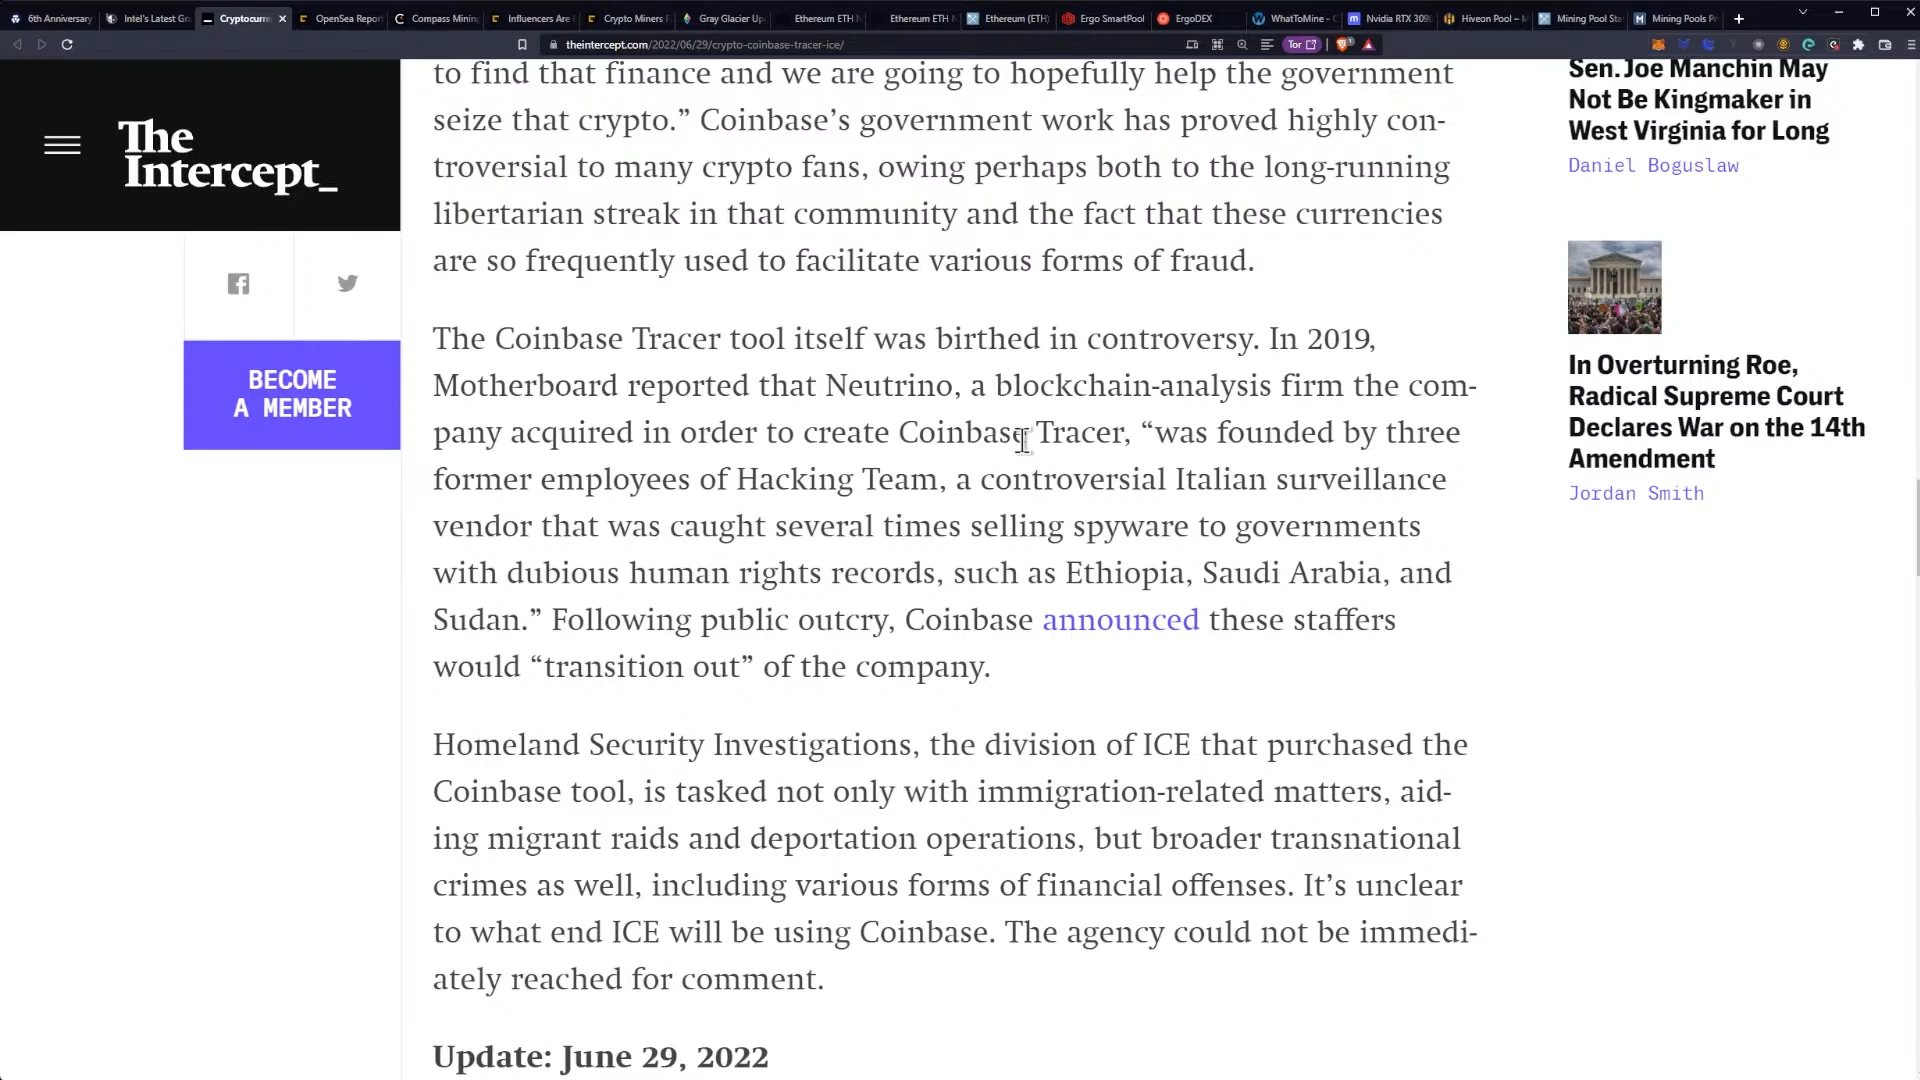 6th Anniversary
Intel's Latest Gra
Cryptocurre
OpenSea Report
Compass Mining
Influencers Are
Crypto Miners
Gray Glacier Up
Ethereum ETH
Ethereum ETH
Ethereum (ETH)
Ergo SmartPool
ErgoDEX
WhatToMine - C
Nvidia RTX 309
Hiveon Pool –
Mining Pool Sta
Mining Pools P
theintercept.com/2022/06/29/crypto-coinbase-tracer-ice/
Tor
The
Intercept_
BECOME
A MEMBER
to find that finance and we are going to hopefully help the government
seize that crypto.” Coinbase’s government work has proved highly con-
troversial to many crypto fans, owing perhaps both to the long-running
libertarian streak in that community and the fact that these currencies
are so frequently used to facilitate various forms of fraud.
The Coinbase Tracer tool itself was birthed in controversy. In 2019,
Motherboard reported that Neutrino, a blockchain-analysis firm the com-
pany acquired in order to create Coinbase Tracer, “was founded by three
former employees of Hacking Team, a controversial Italian surveillance
vendor that was caught several times selling spyware to governments
with dubious human rights records, such as Ethiopia, Saudi Arabia, and
Sudan.” Following public outcry, Coinbase announced these staffers
would “transition out” of the company.
Homeland Security Investigations, the division of ICE that purchased the
Coinbase tool, is tasked not only with immigration-related matters, aid-
ing migrant raids and deportation operations, but broader transnational
crimes as well, including various forms of financial offenses. It’s unclear
to what end ICE will be using Coinbase. The agency could not be immedi-
ately reached for comment.
Update: June 29, 2022
Sen. Joe Manchin May
Not Be Kingmaker in
West Virginia for Long
Daniel Boguslaw
In Overturning Roe,
Radical Supreme Court
Declares War on the 14th
Amendment
Jordan Smith